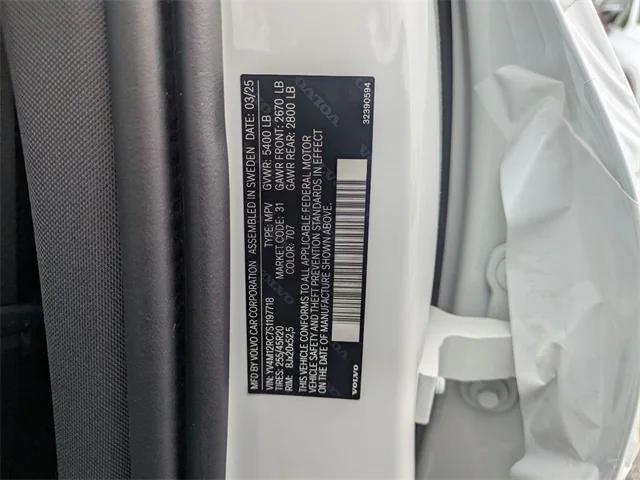 MFD BY VOLVO CAR CORPORATION ASSEMBLED IN SWEDEN DATE: 03/25
VIN: YV4M12RC7S1197718 TYPE: MPV GVWR: 5400 LB
TIRES: 255/45R20 MARKET CODE: 31 GAWR FRONT: 2670 LB
RIM: 8Jx20x52,5 COLOR: 707 GAWR REAR: 2800 LB
THIS VEHICLE CONFORMS TO ALL APPLICABLE FEDERAL MOTOR
VEHICLE SAFETY AND THEFT PREVENTION STANDARDS IN EFFECT
ON THE DATE OF MANUFACTURE SHOWN ABOVE.
VOLVO 32390594